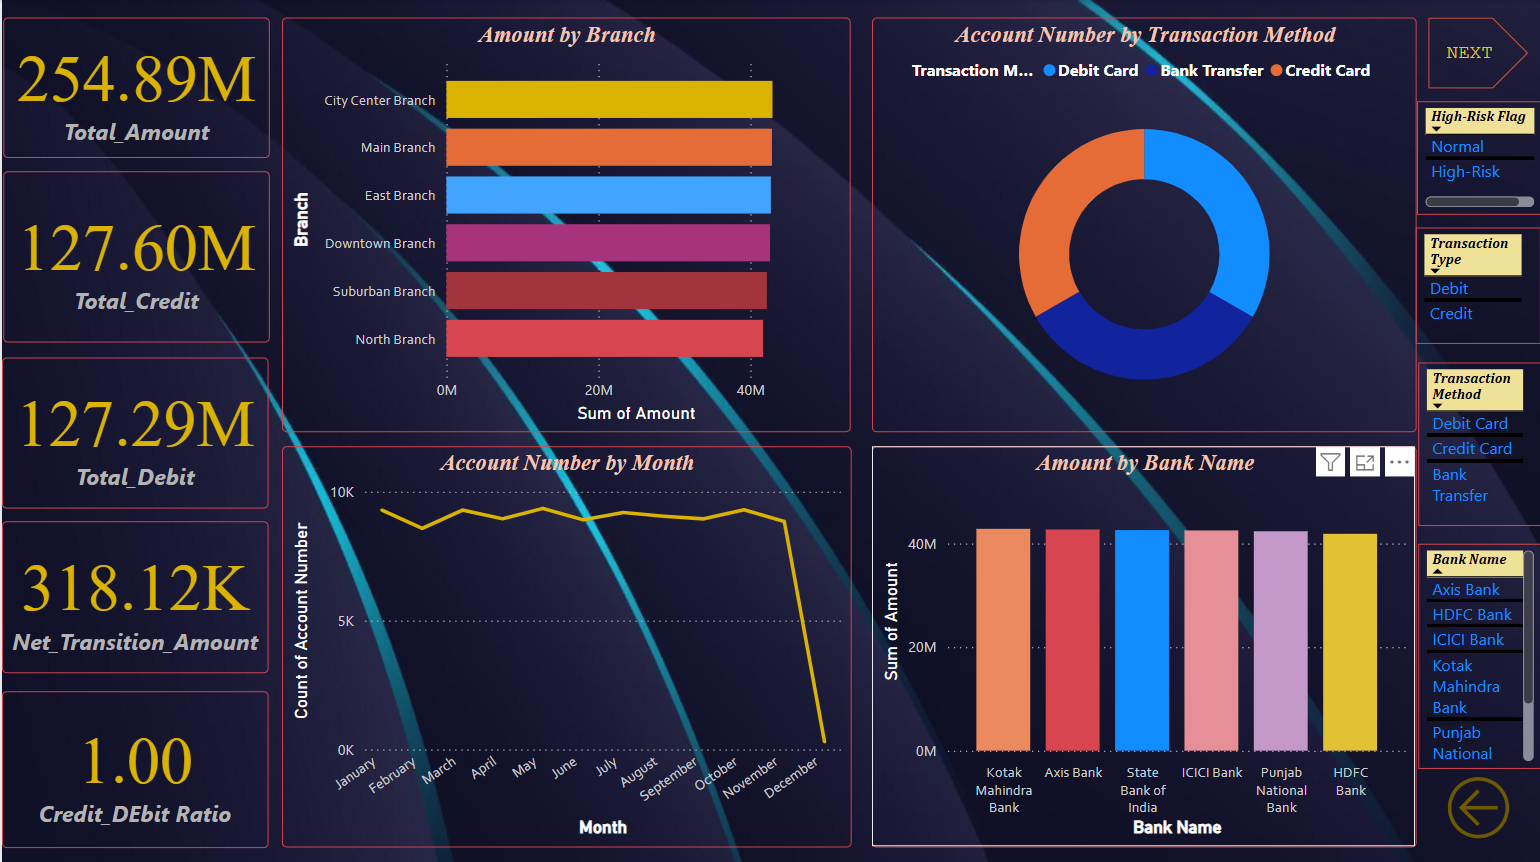 254.89M
Total_Amount
127.60M
Total_Credit
127.29M
Total_Debit
318.12K
Net_Transition_Amount
1.00
Credit_DEbit Ratio
Amount by Branch
Branch
City Center Branch
Main Branch
East Branch
Downtown Branch
Suburban Branch
North Branch
0M
20M
40M
Sum of Amount
Account Number by Transaction Method
Transaction M... Debit Card Bank Transfer Credit Card
Account Number by Month
Count of Account Number
10K
5K
0K
January
February
March
April
May
June
July
August
September
October
November
December
Month
Amount by Bank Name
Sum of Amount
40M
20M
0M
Kotak
Mahindra
Bank
Axis Bank
State
Bank of
India
ICICI Bank
Punjab
National
Bank
HDFC
Bank
Bank Name
NEXT
High-Risk Flag
Normal
High-Risk
Transaction
Type
Debit
Credit
Transaction
Method
Debit Card
Credit Card
Bank
Transfer
Bank Name
Axis Bank
HDFC Bank
ICICI Bank
Kotak
Mahindra
Bank
Punjab
National